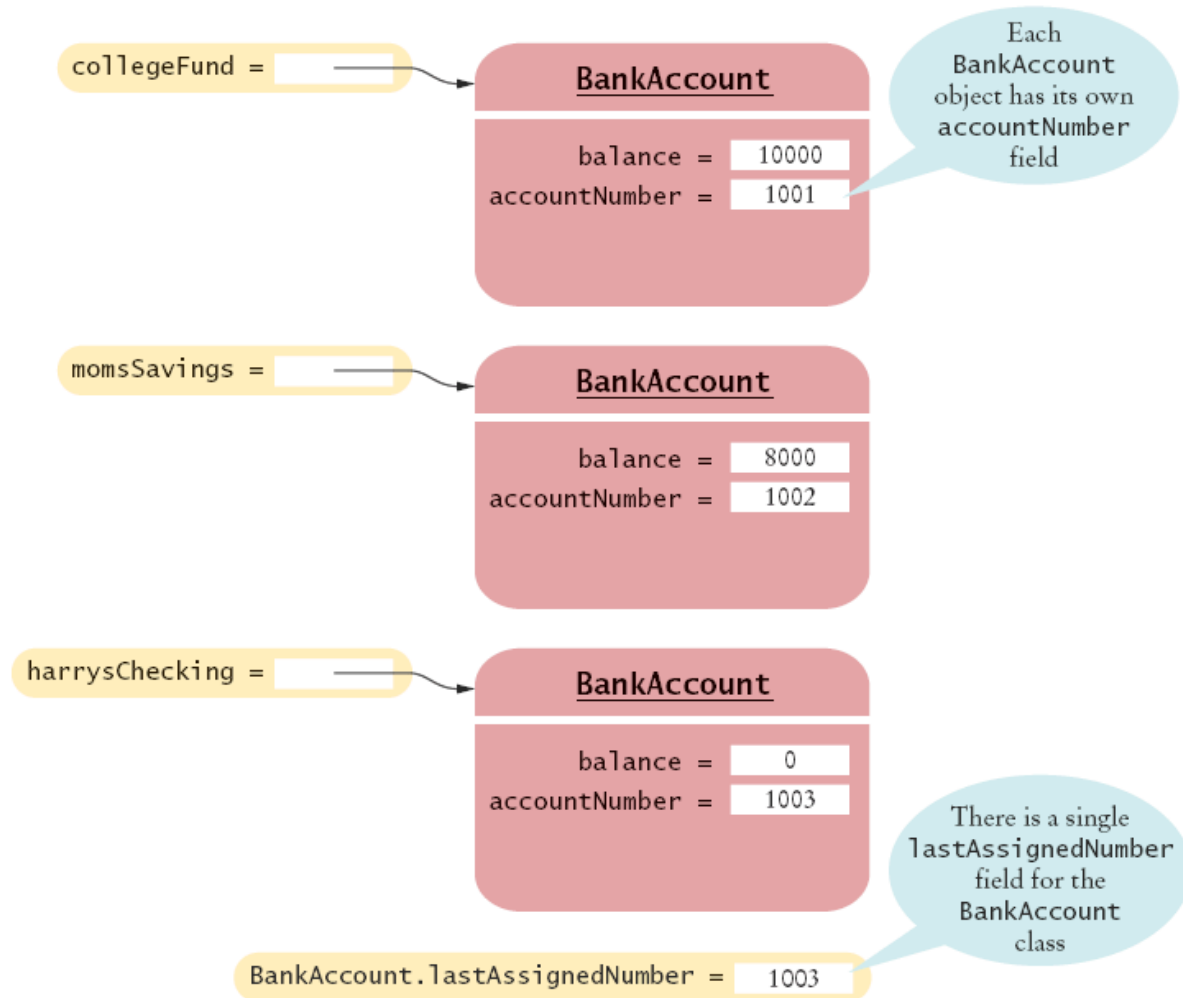 collegeFund =
BankAccount
balance = 10000
accountNumber = 1001
Each
BankAccount
object has its own
accountNumber
field
momsSavings =
BankAccount
balance = 8000
accountNumber = 1002
harrysChecking =
BankAccount
balance = 0
accountNumber = 1003
There is a single
lastAssignedNumber
field for the
BankAccount
class
BankAccount.lastAssignedNumber = 1003